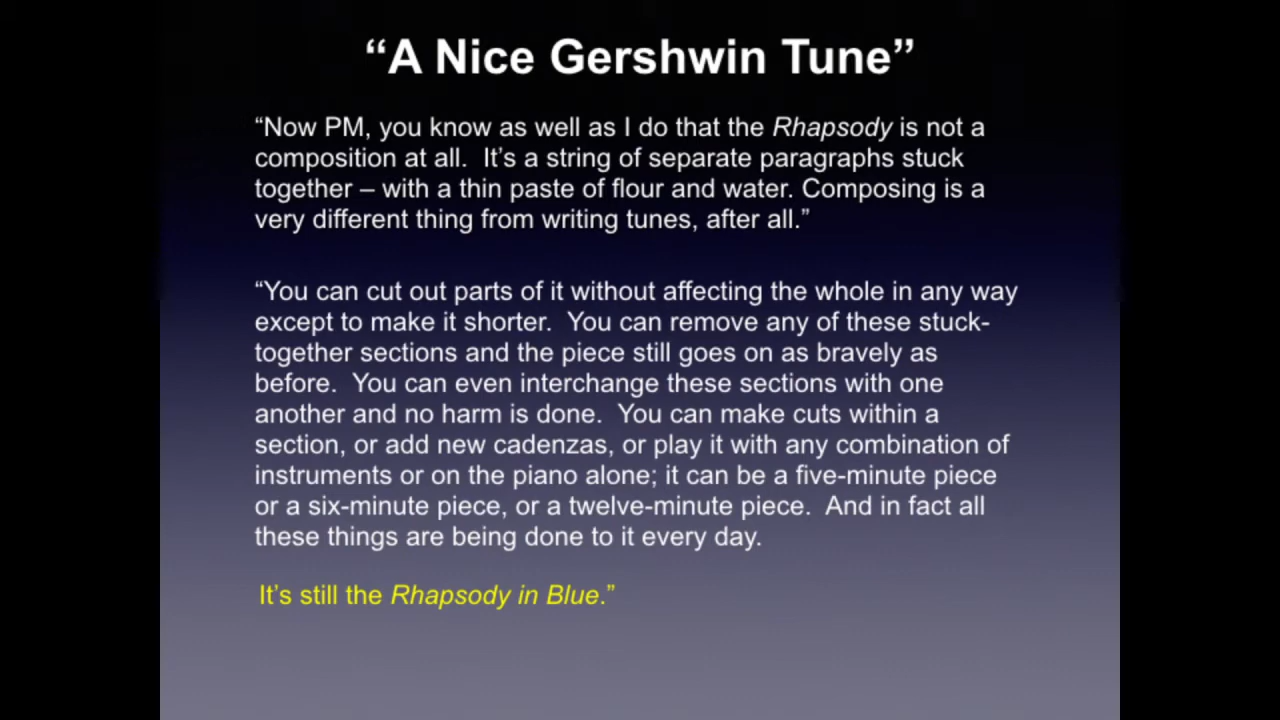 “A Nice Gershwin Tune”
“Now PM, you know as well as I do that the Rhapsody is not a
composition at all.  It’s a string of separate paragraphs stuck
together – with a thin paste of flour and water. Composing is a
very different thing from writing tunes, after all.”
“You can cut out parts of it without affecting the whole in any way
except to make it shorter.  You can remove any of these stuck-
together sections and the piece still goes on as bravely as
before.  You can even interchange these sections with one
another and no harm is done.  You can make cuts within a
section, or add new cadenzas, or play it with any combination of
instruments or on the piano alone; it can be a five-minute piece
or a six-minute piece, or a twelve-minute piece.  And in fact all
these things are being done to it every day.
It’s still the Rhapsody in Blue.”